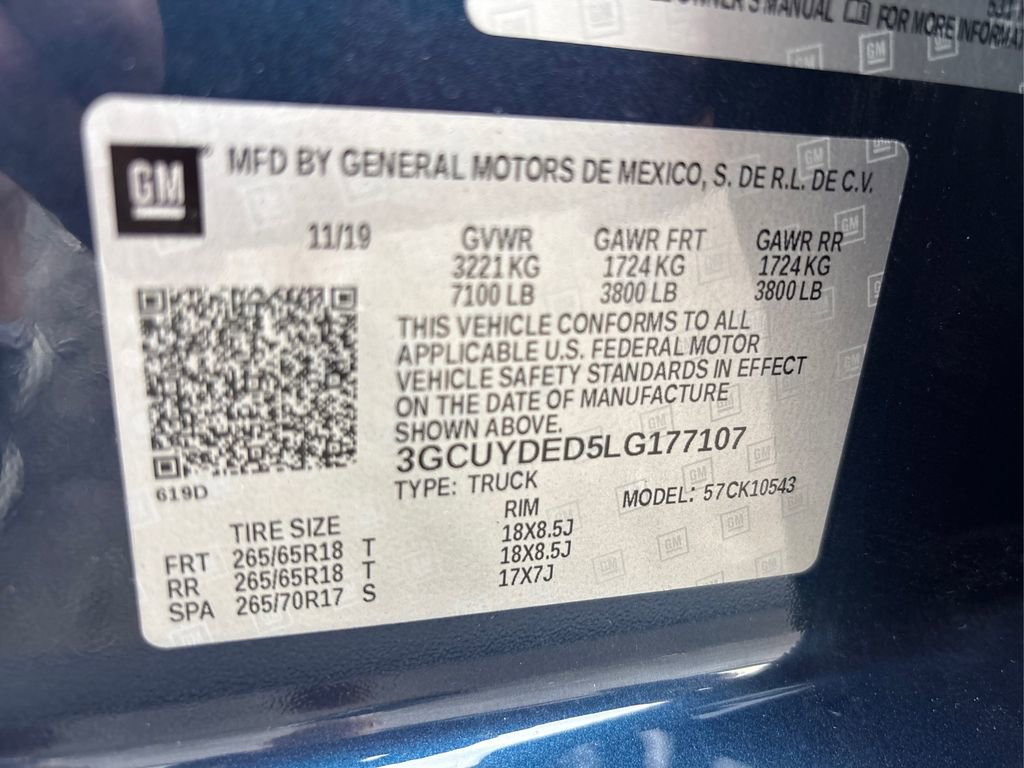 OWNER'S MANUAL FOR MORE INFORMAT
GM
MFD BY GENERAL MOTORS DE MEXICO, S. DE R.L. DE C.V.
11/19 GVWR GAWR FRT GAWR RR
3221 KG 1724 KG 1724 KG
7100 LB 3800 LB 3800 LB
THIS VEHICLE CONFORMS TO ALL
APPLICABLE U.S. FEDERAL MOTOR
VEHICLE SAFETY STANDARDS IN EFFECT
ON THE DATE OF MANUFACTURE
SHOWN ABOVE.
3GCUYDED5LG177107
619D
TYPE: TRUCK MODEL: 57CK10543
TIRE SIZE RIM
FRT 265/65R18 T 18X8.5J
RR 265/65R18 T 18X8.5J
SPA 265/70R17 S 17X7J